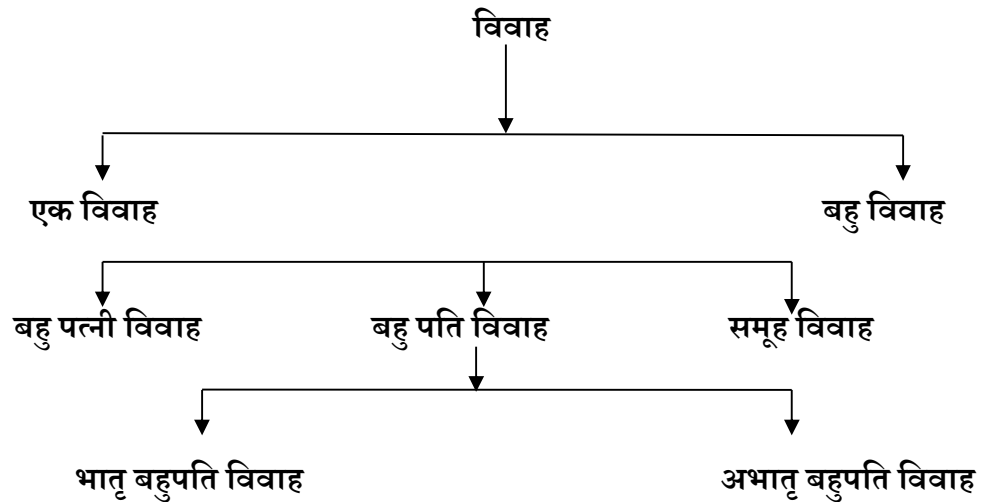 विवाह
एक विवाह बहु विवाह
बहु पत्नी विवाह बहु पति विवाह समूह विवाह
भातृ बहुपति विवाह अभातृ बहुपति विवाह